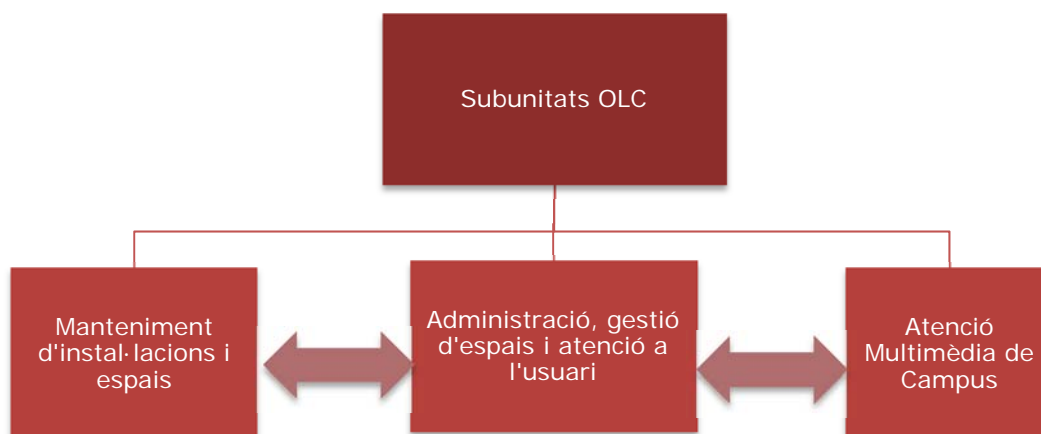 Subunitats OLC
Manteniment
d'instal·lacions i
espais
Administració, gestió
d'espais i atenció a
l'usuari
Atenció
Multimèdia de
Campus